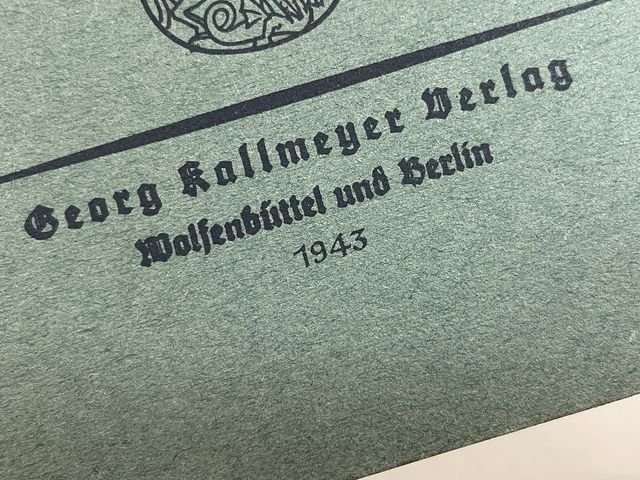 Georg Kallmeyer Verlag
Wolfenbüttel und Berlin
1943